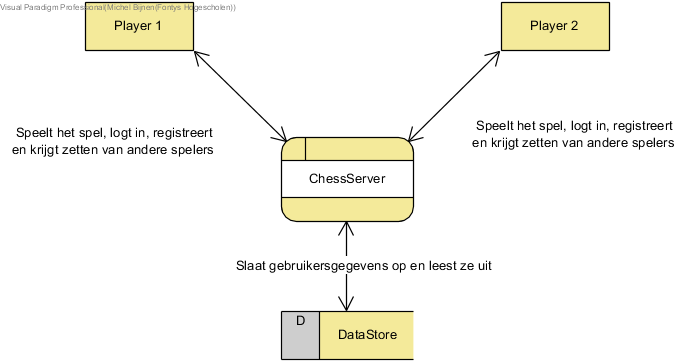 Visual Paradigm Professional(Michel Bijnen(Fontys Hogescholen))
Player 1
Player 2
Speelt het spel, logt in, registreert
en krijgt zetten van andere spelers
Speelt het spel, logt in, registreert
en krijgt zetten van andere spelers
ChessServer
Slaat gebruikersgegevens op en leest ze uit
D
DataStore